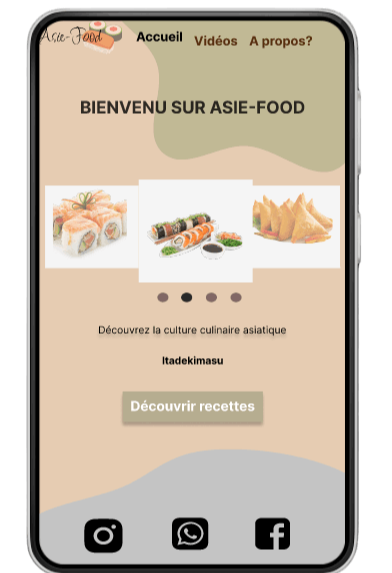 Asie-Food
Accueil Vidéos A propos?
BIENVENU SUR ASIE-FOOD
Découvrez la culture culinaire asiatique
Itadekimasu
Découvrir recettes